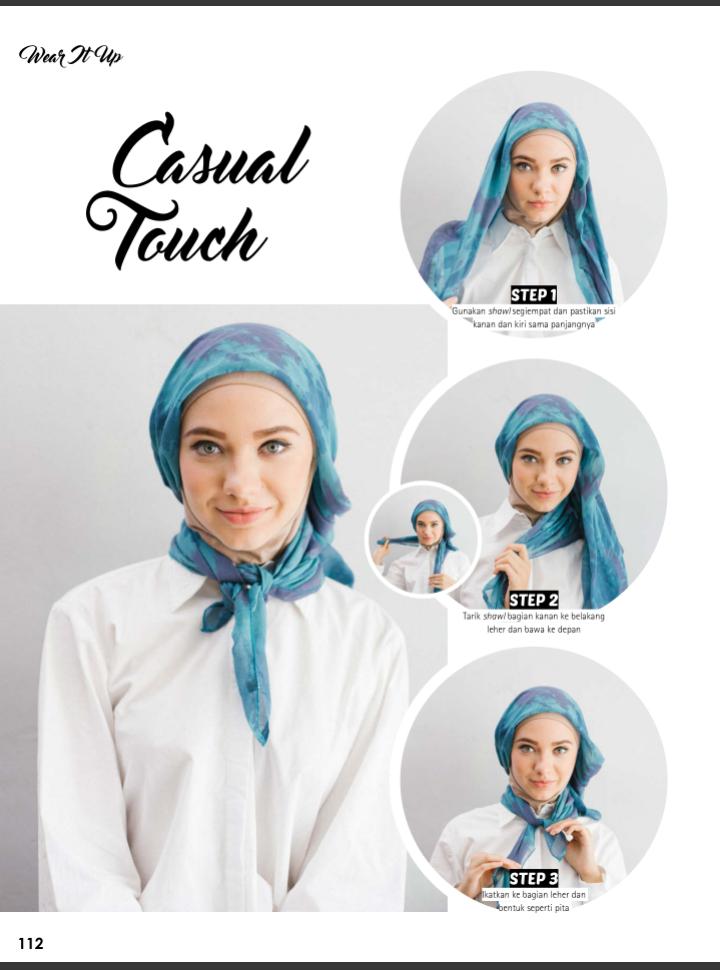 Wear It Up
Casual
Touch
STEP 1
Gunakan shawl segiempat dan pastikan sisi
kanan dan kiri sama panjangnya
STEP 2
Tarik shawl bagian kanan ke belakang
leher dan bawa ke depan
STEP 3
Ikatkan ke bagian leher dan
bentuk seperti pita
112